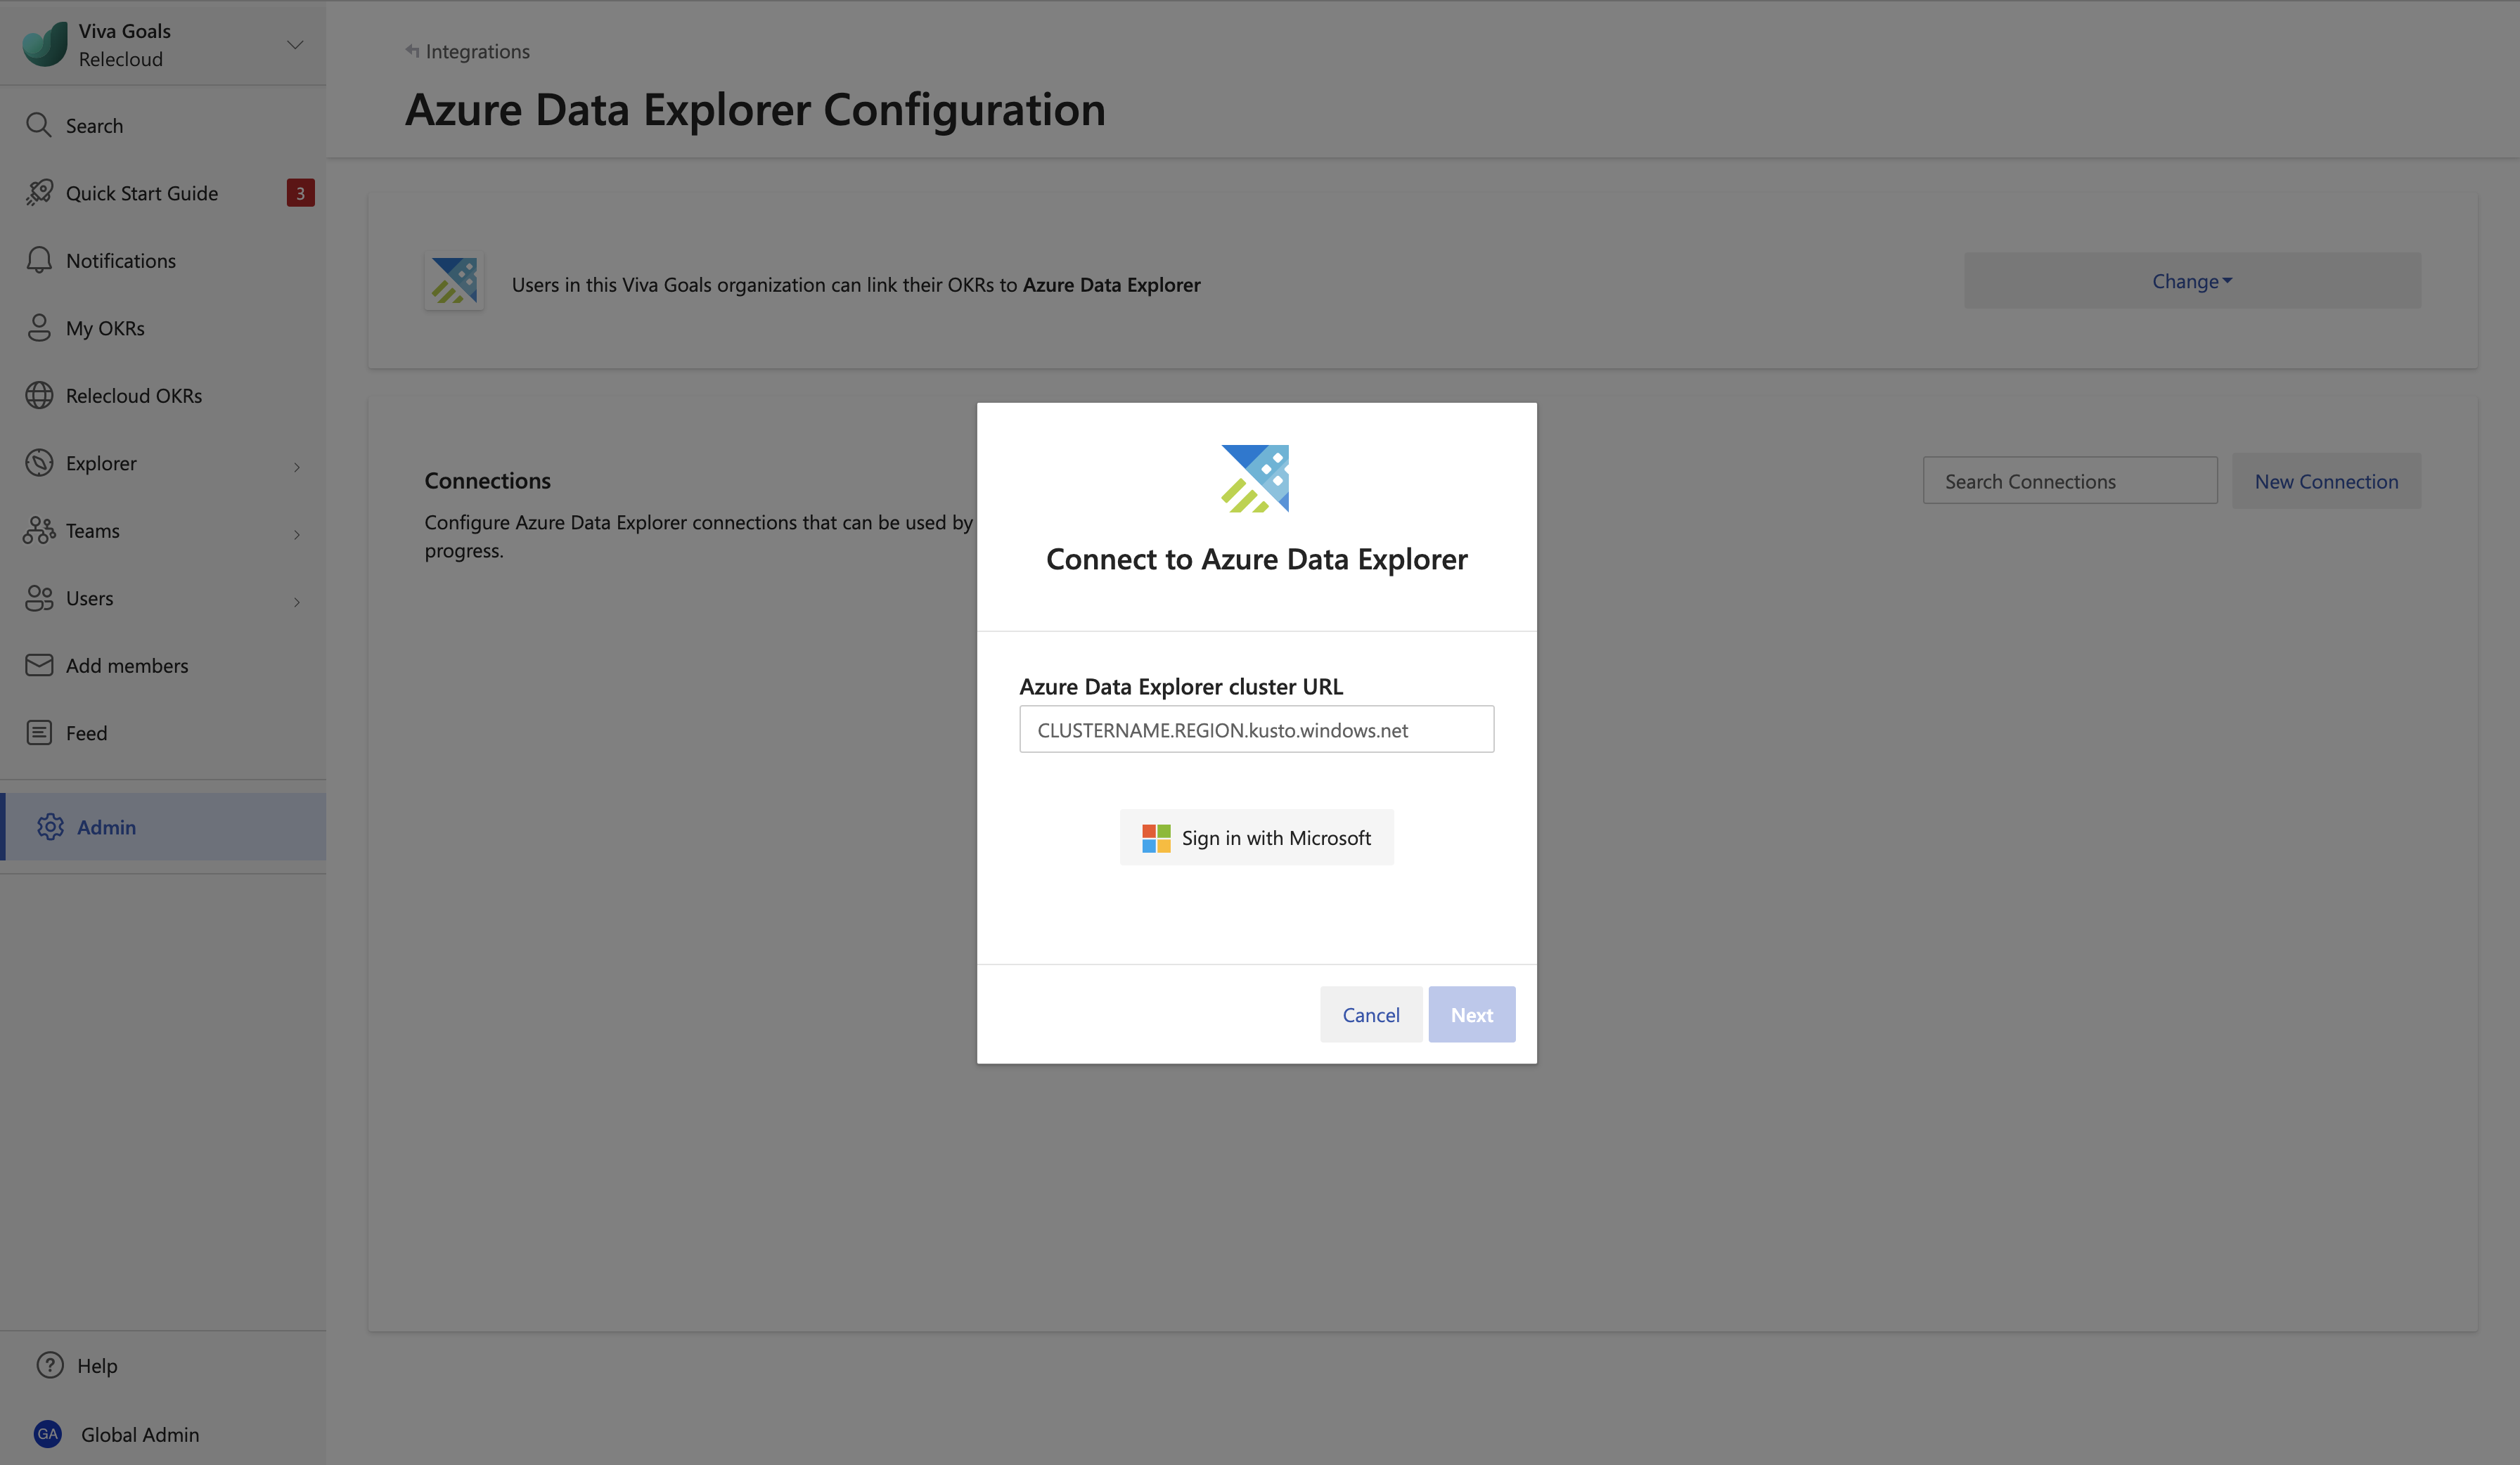 Viva Goals
Relecloud
Search
Quick Start Guide
3
Notifications
My OKRs
Relecloud OKRs
Explorer
Teams
Users
Add members
Feed
Admin
Help
GA
Global Admin
Integrations
Azure Data Explorer Configuration
Users in this Viva Goals organization can link their OKRs to Azure Data Explorer
Change
Connections
Configure Azure Data Explorer connections that can be used by
progress.
Search Connections
New Connection
Connect to Azure Data Explorer
Azure Data Explorer cluster URL
CLUSTERNAME.REGION.kusto.windows.net
Sign in with Microsoft
Cancel
Next